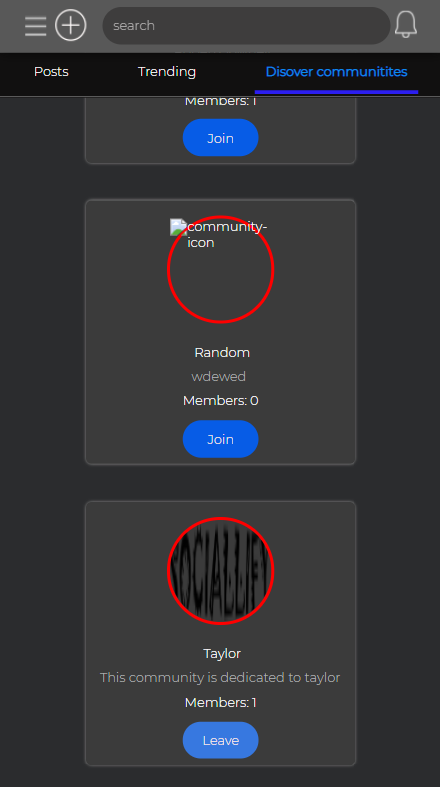 search
Posts Trending Disover communitites
Members: 1
Join
community-
icon
Random
wdewed
Members: 0
Join
SOCIALLIFY
Taylor
This community is dedicated to taylor
Members: 1
Leave